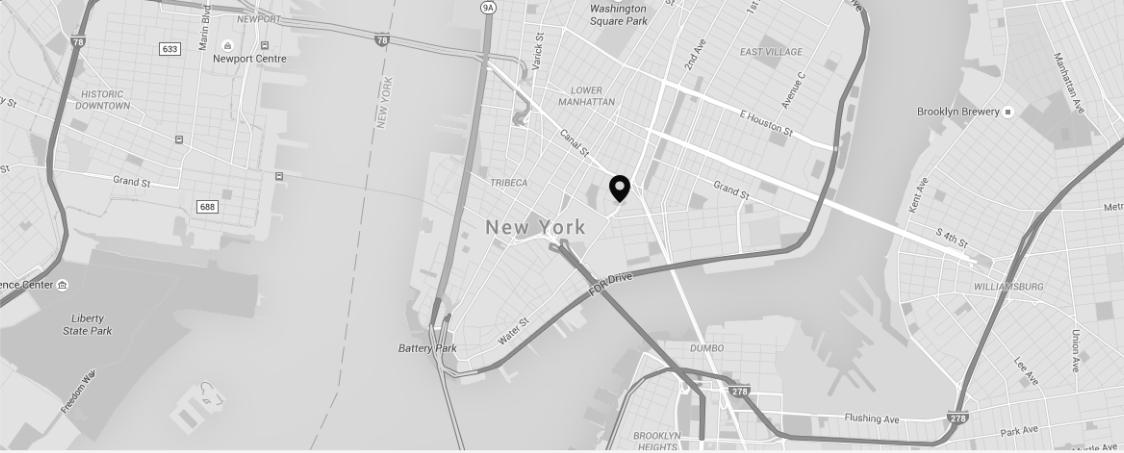 9A
Washington
Square Park
1st
NEWPORT
Marin Blvd
78
78
633
Newport Centre
Varick St
2nd Ave
EAST VILLAGE
Manhattan Ave
HISTORIC
DOWNTOWN
NEW YORK
LOWER
MANHATTAN
Avenue C
Brooklyn Brewery
E Houston St
Canal St
Grand St
TRIBECA
Grand St
Kent Ave
688
New York
S 4th St
Metr
ence Center
FDR Drive
WILLIAMSBURG
Liberty
State Park
Water St
Battery Park
DUMBO
Union Ave
Lee Ave
Freedom Way
278
Flushing Ave
278
Park Ave
BROOKLYN
HEIGHTS
Myrtle Ave